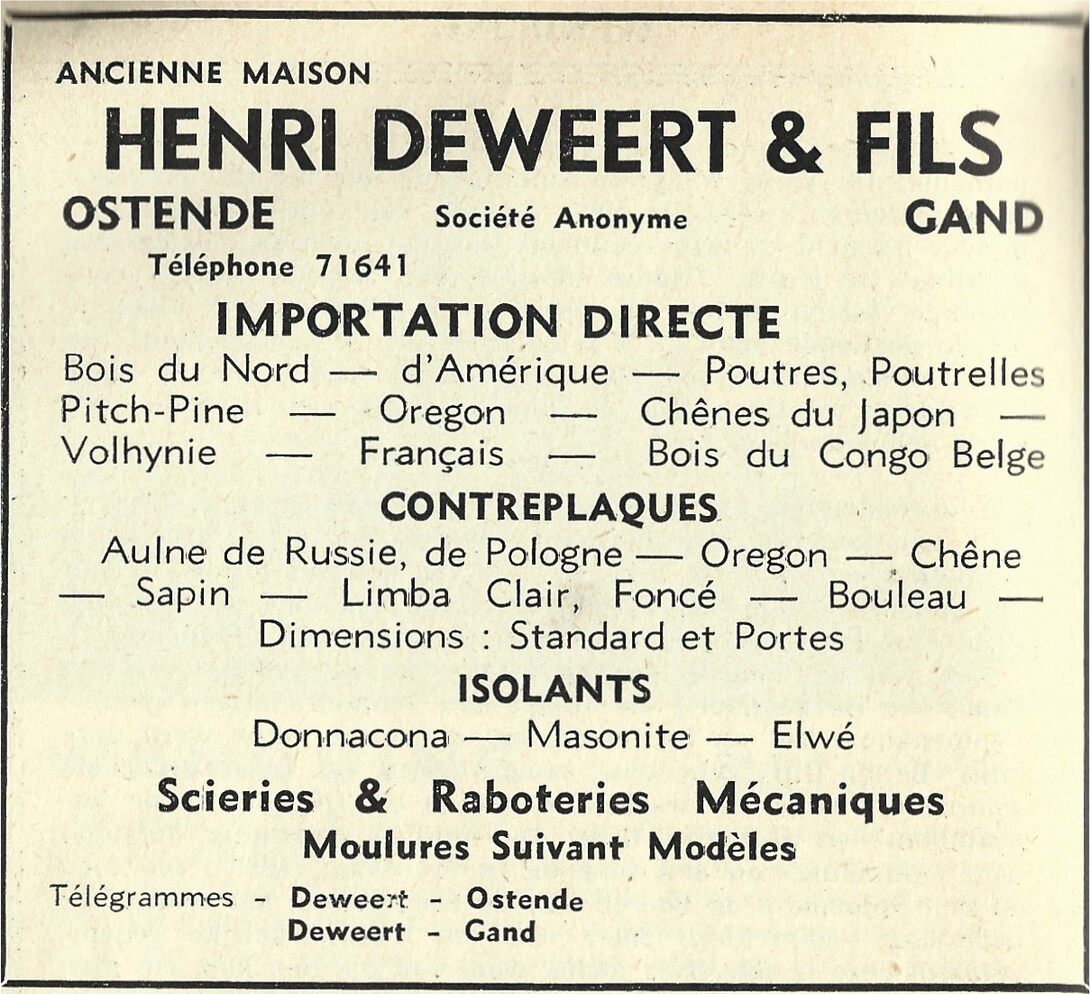 ANCIENNE MAISON
HENRI DEWEERT & FILS
OSTENDE Société Anonyme GAND
Téléphone 71641
IMPORTATION DIRECTE
Bois du Nord — d'Amérique — Poutres, Poutrelles
Pitch-Pine — Oregon — Chênes du Japon —
Volhynie — Français — Bois du Congo Belge
CONTREPLAQUES
Aulne de Russie, de Pologne — Oregon — Chêne
— Sapin — Limba Clair, Foncé — Bouleau —
Dimensions : Standard et Portes
ISOLANTS
Donnacona — Masonite — Elwé
Scieries & Raboteries Mécaniques
Moulures Suivant Modèles
Télégrammes - Deweert - Ostende
Deweert - Gand